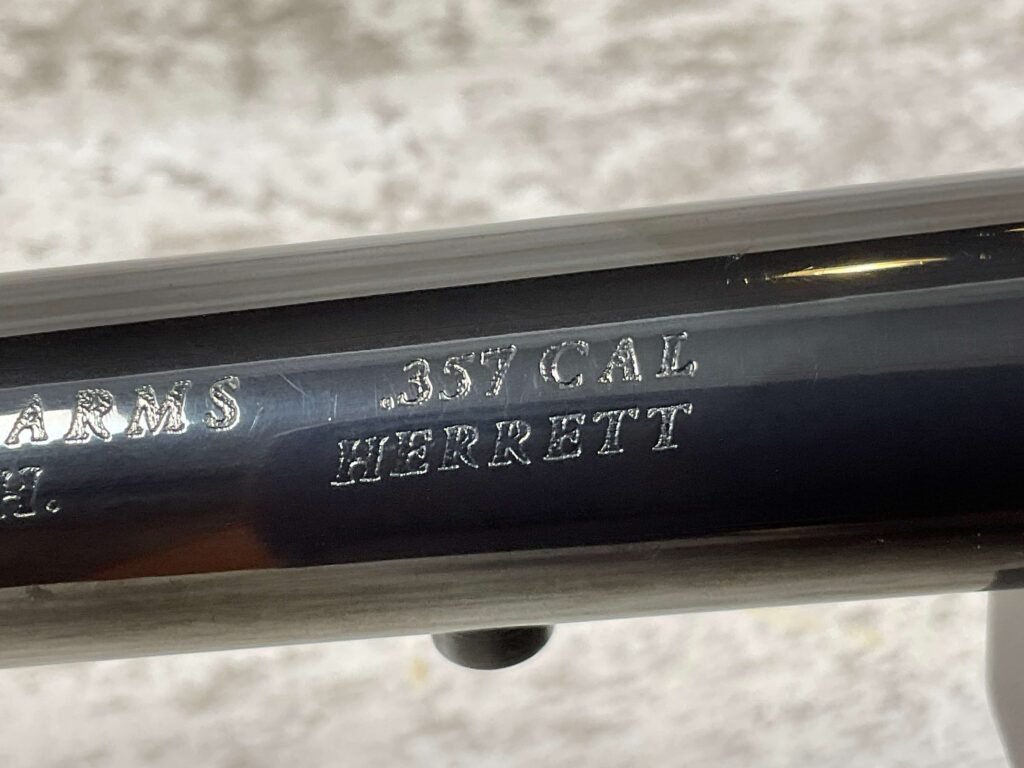 ARMS .357 CAL
H. HERRETT